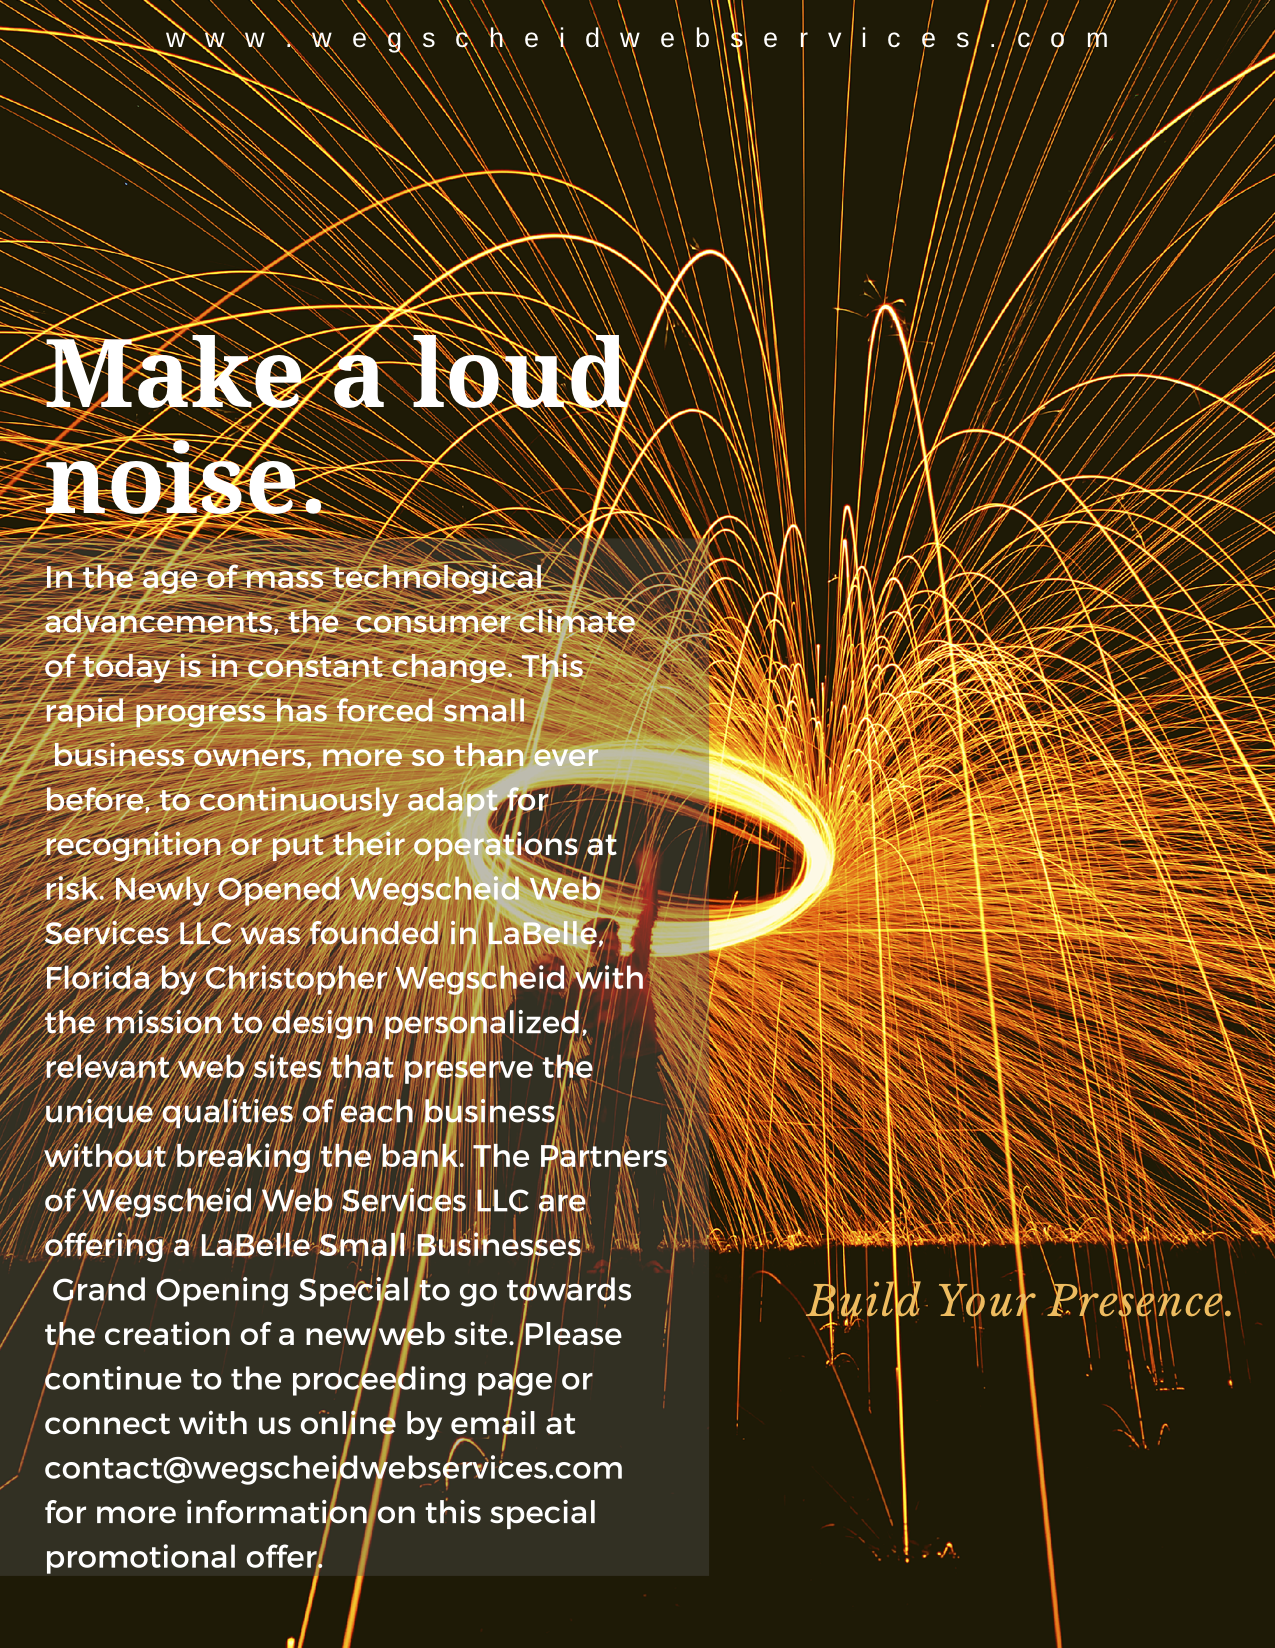 www.wegscheidwebservices.com
Make a loud
noise.
In the age of mass technological
advancements, the  consumer climate
of today is in constant change. This
rapid progress has forced small
business owners, more so than ever
before, to continuously adapt for
recognition or put their operations at
risk. Newly Opened Wegscheid Web
Services LLC was founded in LaBelle,
Florida by Christopher Wegscheid with
the mission to design personalized,
relevant web sites that preserve the
unique qualities of each business
without breaking the bank. The Partners
of Wegscheid Web Services LLC are
offering a LaBelle Small Businesses
Grand Opening Special to go towards
the creation of a new web site. Please
continue to the proceeding page or
connect with us online by email at
contact@wegscheidwebservices.com
for more information on this special
promotional offer.
Build Your Presence.